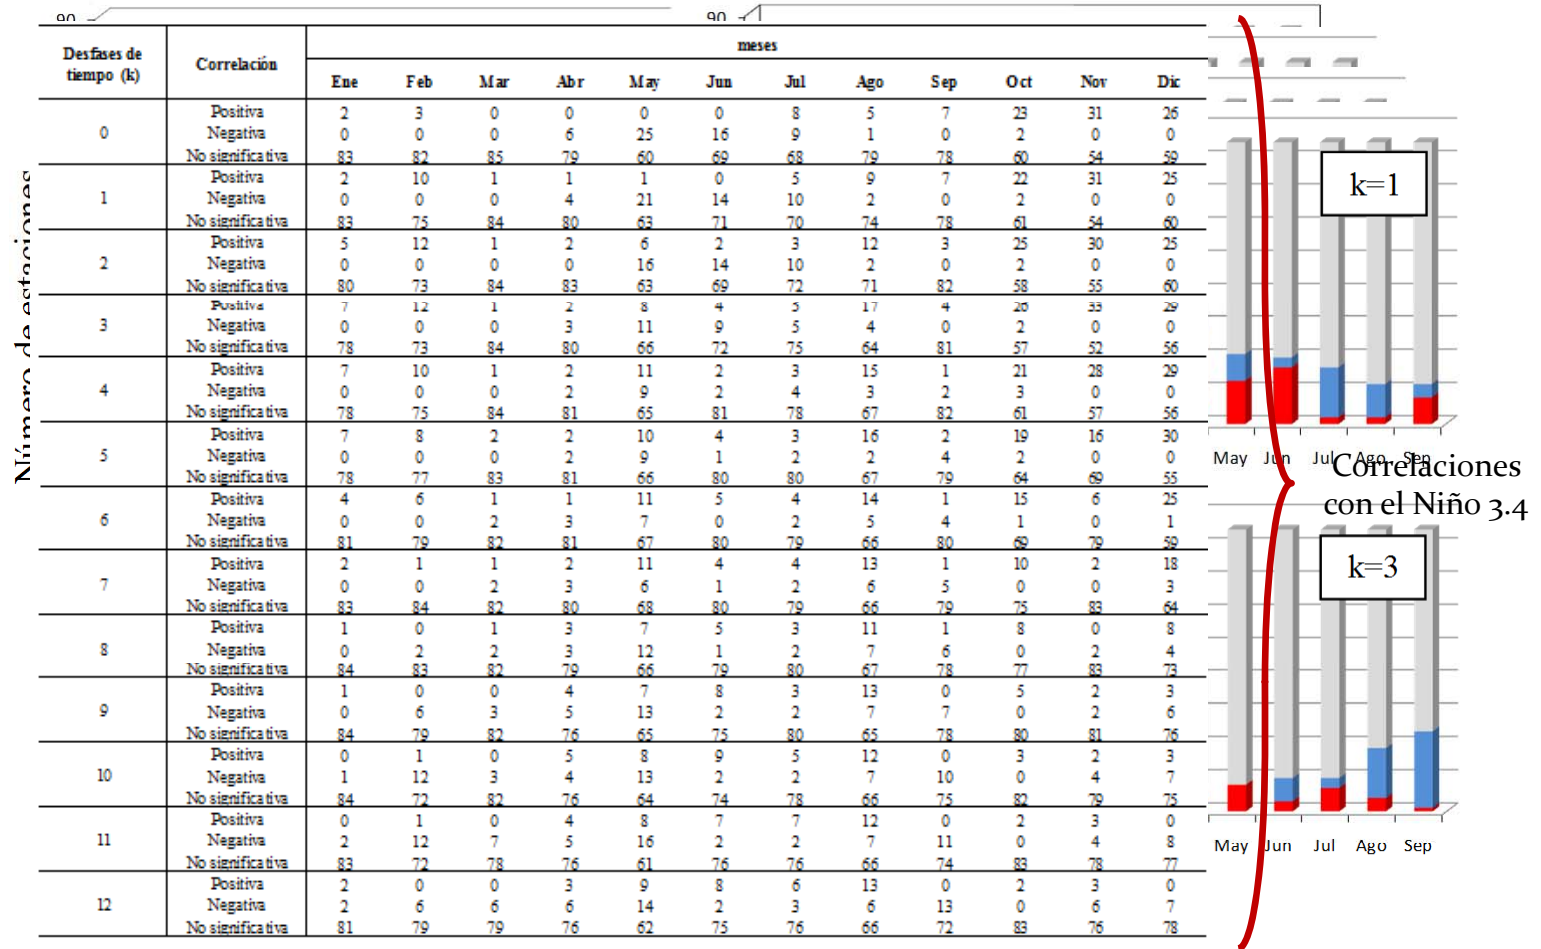 90 90
Desfases de tiempo (k) Correlación meses
Ene Feb Mar Abr May Jun Jul Ago Sep Oct Nov Dic
Positiva 2 3 0 0 0 0 8 5 7 23 31 26
0 Negativa 0 0 0 6 25 16 9 1 0 2 0 0
No significativa 83 82 85 79 60 69 68 79 78 60 54 59
Positiva 2 10 1 1 1 0 5 9 7 22 31 25
1 Negativa 0 0 0 4 21 14 10 2 0 2 0 0
No significativa 83 75 84 80 63 71 70 74 78 61 54 60
Positiva 5 12 1 2 6 2 3 12 3 25 30 25
2 Negativa 0 0 0 0 16 14 10 2 0 2 0 0
No significativa 80 73 84 83 63 69 72 71 82 58 55 60
Positiva 7 12 1 2 8 4 5 17 4 26 33 29
3 Negativa 0 0 0 3 11 9 5 4 0 2 0 0
No significativa 78 73 84 80 66 72 75 64 81 57 52 56
Positiva 7 10 1 2 11 2 3 15 1 21 28 29
4 Negativa 0 0 0 2 9 2 4 3 2 3 0 0
No significativa 78 75 84 81 65 81 78 67 82 61 57 56
Positiva 7 8 2 2 10 4 3 16 2 19 16 30
5 Negativa 0 0 0 2 9 1 2 2 4 2 0 0
No significativa 78 77 83 81 66 80 80 67 79 64 69 55
Positiva 4 6 1 1 11 5 4 14 1 15 6 25
6 Negativa 0 0 2 3 7 0 2 5 4 1 0 1
No significativa 81 79 82 81 67 80 79 66 80 69 79 59
Positiva 2 1 1 2 11 4 4 13 1 10 2 18
7 Negativa 0 0 2 3 6 1 2 6 5 0 0 3
No significativa 83 84 82 80 68 80 79 66 79 75 83 64
Positiva 1 0 1 3 7 5 3 11 1 8 0 8
8 Negativa 0 2 2 3 12 1 2 7 6 0 2 4
No significativa 84 83 82 79 66 79 80 67 78 77 83 73
Positiva 1 0 0 4 7 8 3 13 0 5 2 3
9 Negativa 0 6 3 5 13 2 2 7 7 0 2 6
No significativa 84 79 82 76 65 75 80 65 78 80 81 76
Positiva 0 1 0 5 8 9 5 12 0 3 2 3
10 Negativa 1 12 3 4 13 2 2 7 10 0 4 7
No significativa 84 72 82 76 64 74 78 66 75 82 79 75
Positiva 0 1 0 4 8 7 7 12 0 2 3 0
11 Negativa 2 12 7 5 16 2 2 7 11 0 4 8
No significativa 83 72 78 76 61 76 76 66 74 83 78 77
Positiva 2 0 0 3 9 8 6 13 0 2 3 0
12 Negativa 2 6 6 6 14 2 3 6 13 0 6 7
No significativa 81 79 79 76 62 75 76 66 72 83 76 78
Número de estaciones
k=1
May Jun Jul Ago Sep
Correlaciones
con el Niño 3.4
k=3
May Jun Jul Ago Sep